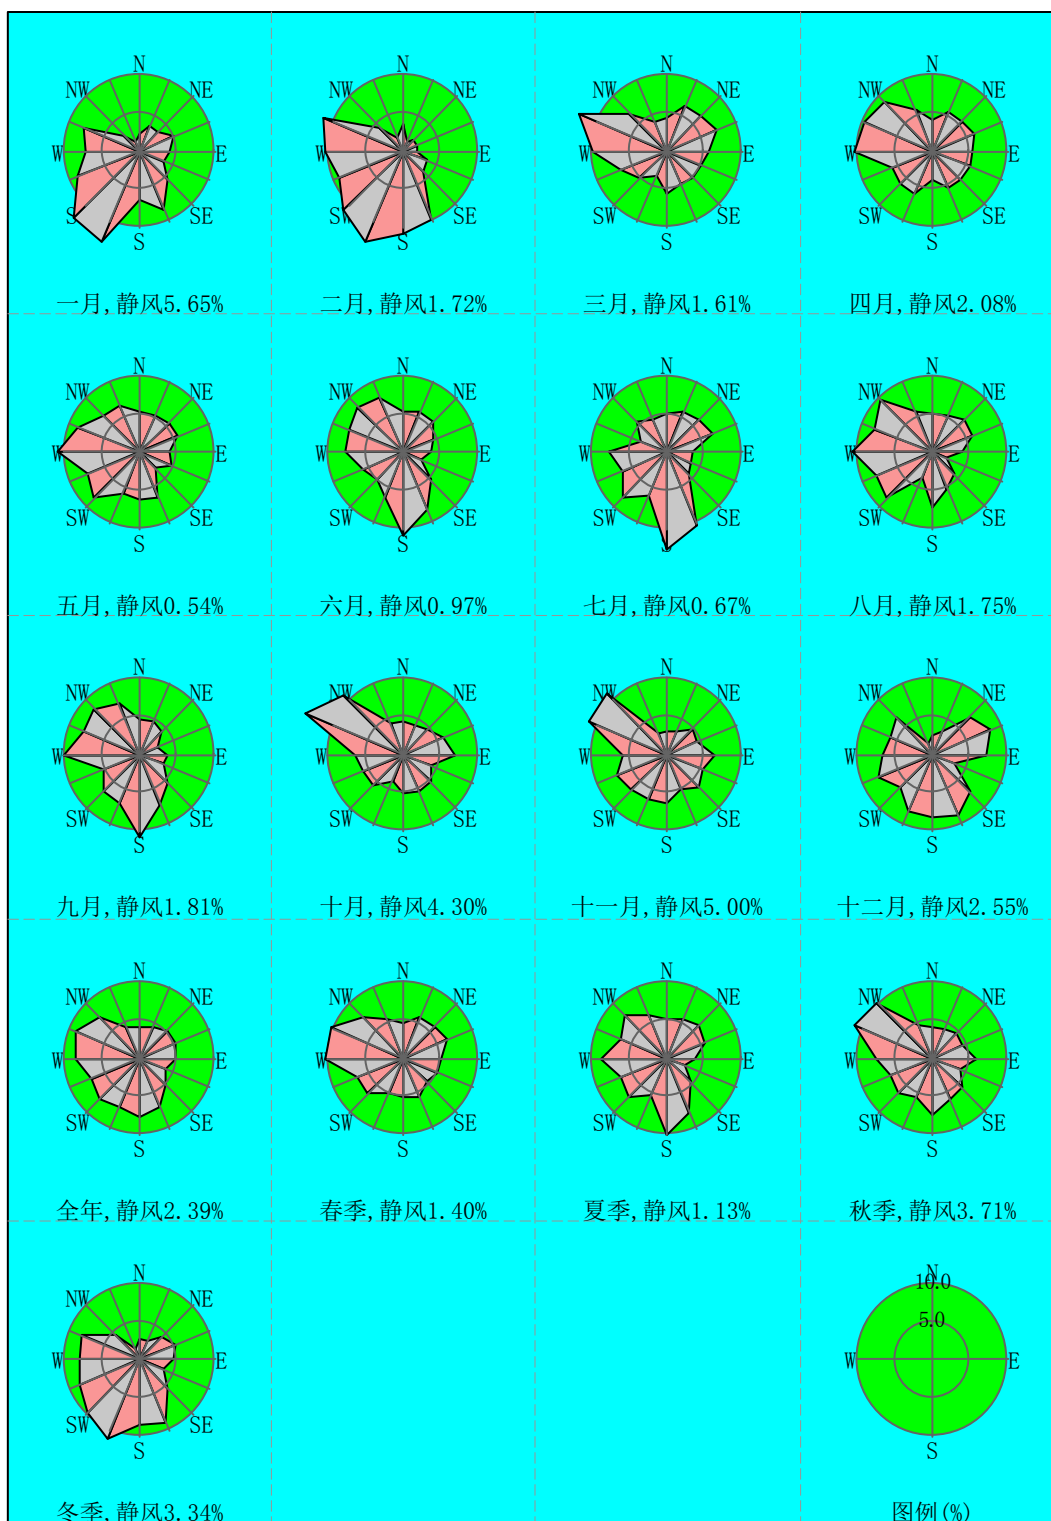 N N N N
NW NE NW NE NW NE NW NE
W E W E W E W E
S SE SW SE SW SE SW SE
S S S S
一月,静风5.65% 二月,静风1.72% 三月,静风1.61% 四月,静风2.08%
N N N N
NW NE NW NE NW NE NW NE
W E W E W E W E
SW SE SW SE SW SE SW SE
S S S
五月,静风0.54% 六月,静风0.97% 七月,静风0.67% 八月,静风1.75%
N N N N
NW NE NW NE NW NE NW NE
W E W E W E W E
SW SE SW SE SW SE SW SE
S S S S
九月,静风1.81% 十月,静风4.30% 十一月,静风5.00% 十二月,静风2.55%
N N N N
NW NE NW NE NW NE NW NE
W E W E W E W E
SW SE SW SE SW SE SW SE
S S S S
全年,静风2.39% 春季,静风1.40% 夏季,静风1.13% 秋季,静风3.71%
N N
10.0
NW NE
5.0
W E W E
SW SE
S S
冬季,静风3.34% 图例(%)